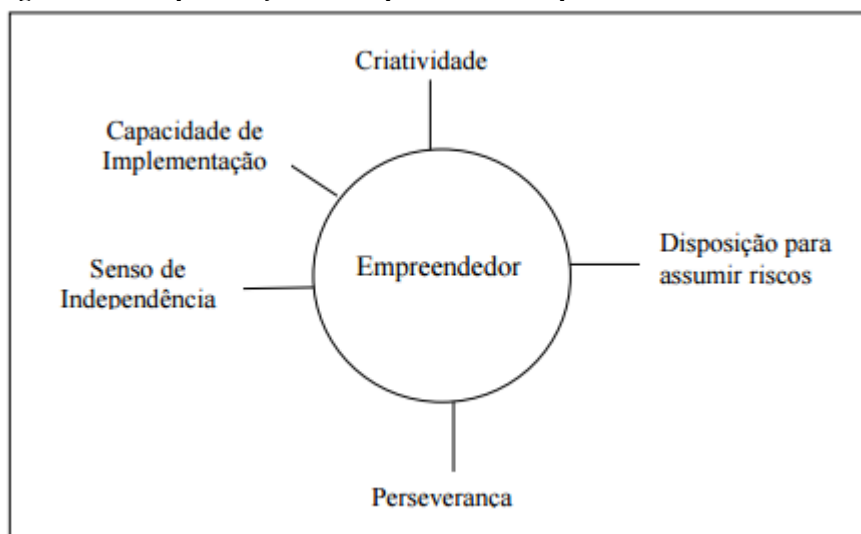 Criatividade
Capacidade de
Implementação
Disposição para
assumir riscos
Empreendedor
Senso de
Independência
Perseverança